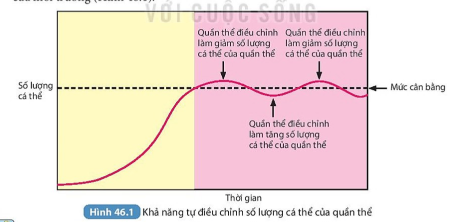 VỚI CUỘC SỐNG
Quần thể điều chỉnh
làm giảm số lượng
cá thể của quần thể
Quần thể điều chỉnh
làm giảm số lượng
cá thể của quần thể
Số lượng
cá thể
Mức cân bằng
Quần thể điều chỉnh
làm tăng số lượng
cá thể của quần thể
Thời gian
Hình 46.1 Khả năng tự điều chỉnh số lượng cá thể của quần thể